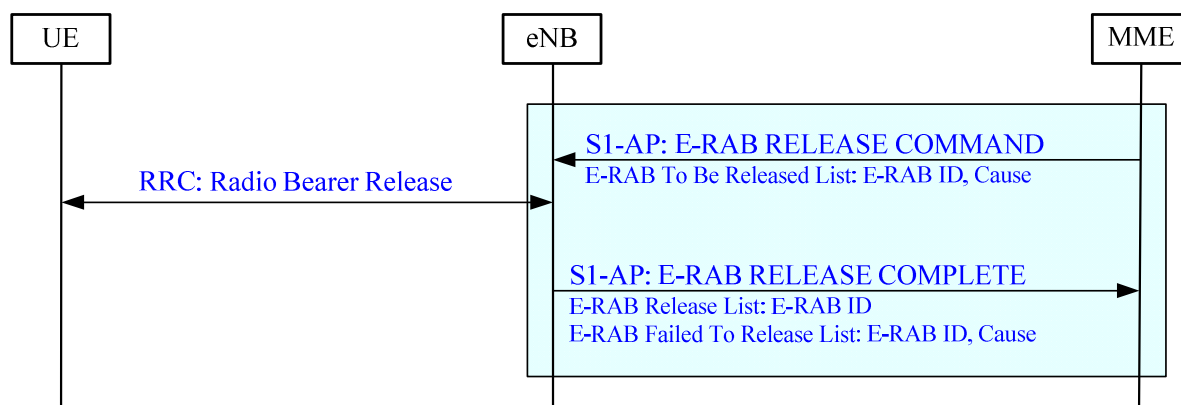 UE
eNB
MME
S1-AP: E-RAB RELEASE COMMAND
E-RAB To Be Released List: E-RAB ID, Cause
RRC: Radio Bearer Release
S1-AP: E-RAB RELEASE COMPLETE
E-RAB Release List: E-RAB ID
E-RAB Failed To Release List: E-RAB ID, Cause